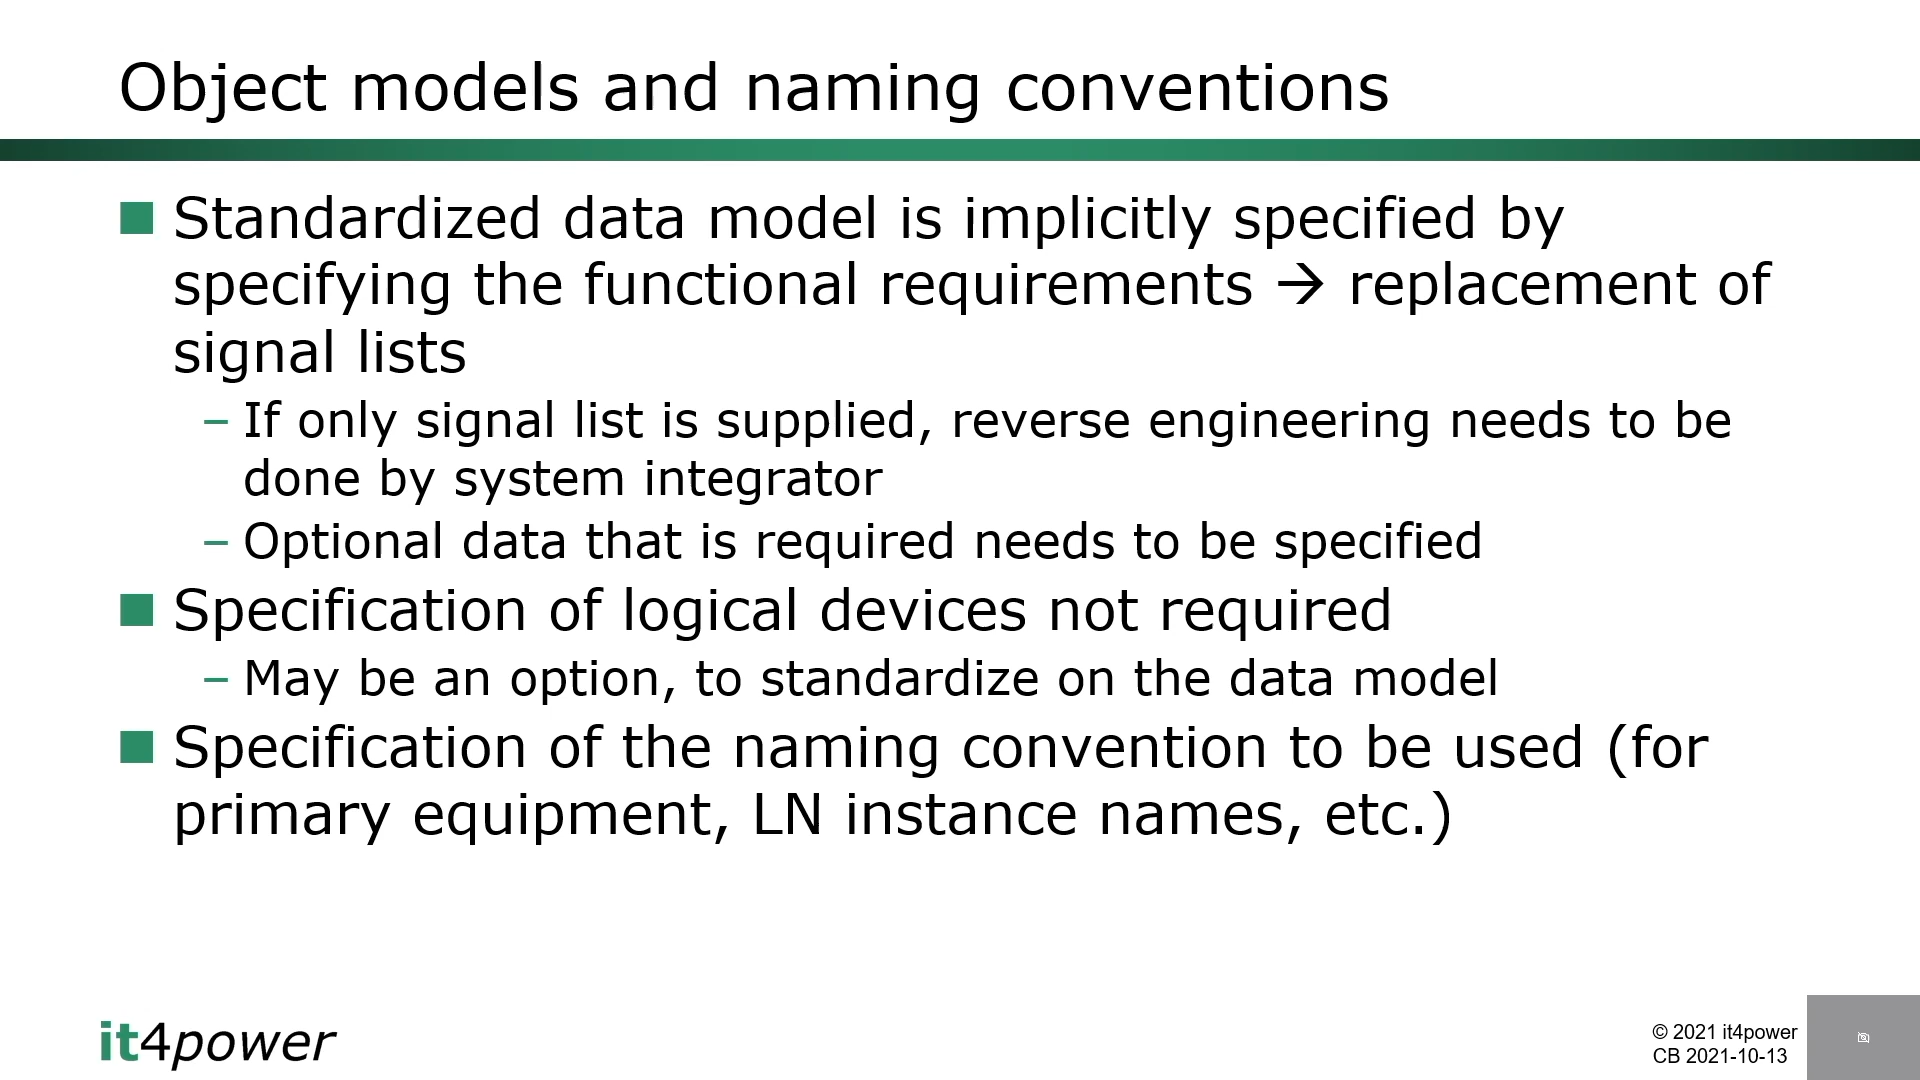 Object models and naming conventions
Standardized data model is implicitly specified by
specifying the functional requirements → replacement of
signal lists
– If only signal list is supplied, reverse engineering needs to be
done by system integrator
– Optional data that is required needs to be specified
Specification of logical devices not required
– May be an option, to standardize on the data model
Specification of the naming convention to be used (for
primary equipment, LN instance names, etc.)
it4power
© 2021 it4power
CB 2021-10-13